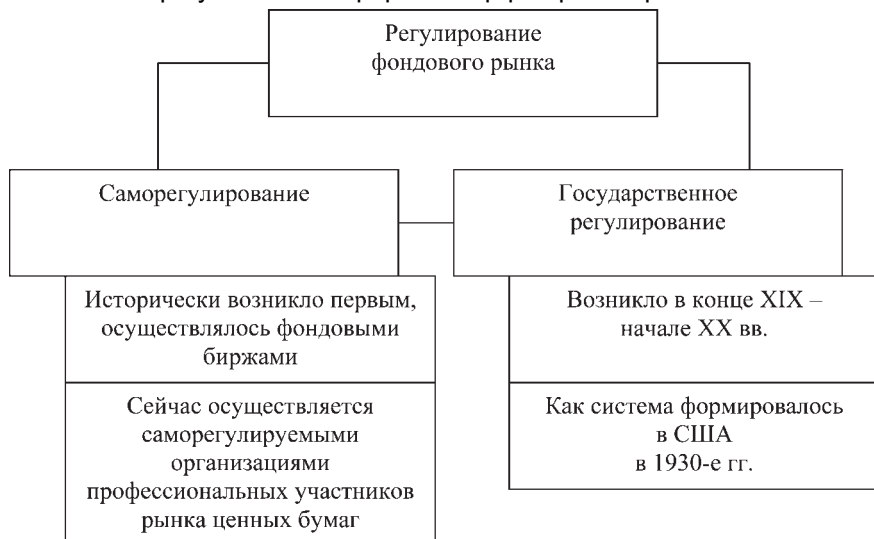 Регулирование
фондового рынка
Саморегулирование
Государственное
регулирование
Исторически возникло первым,
осуществлялось фондовыми
биржами
Возникло в конце XIX –
начале XX вв.
Сейчас осуществляется
саморегулируемыми
организациями
профессиональных участников
рынка ценных бумаг
Как система формировалось
в США
в 1930-е гг.